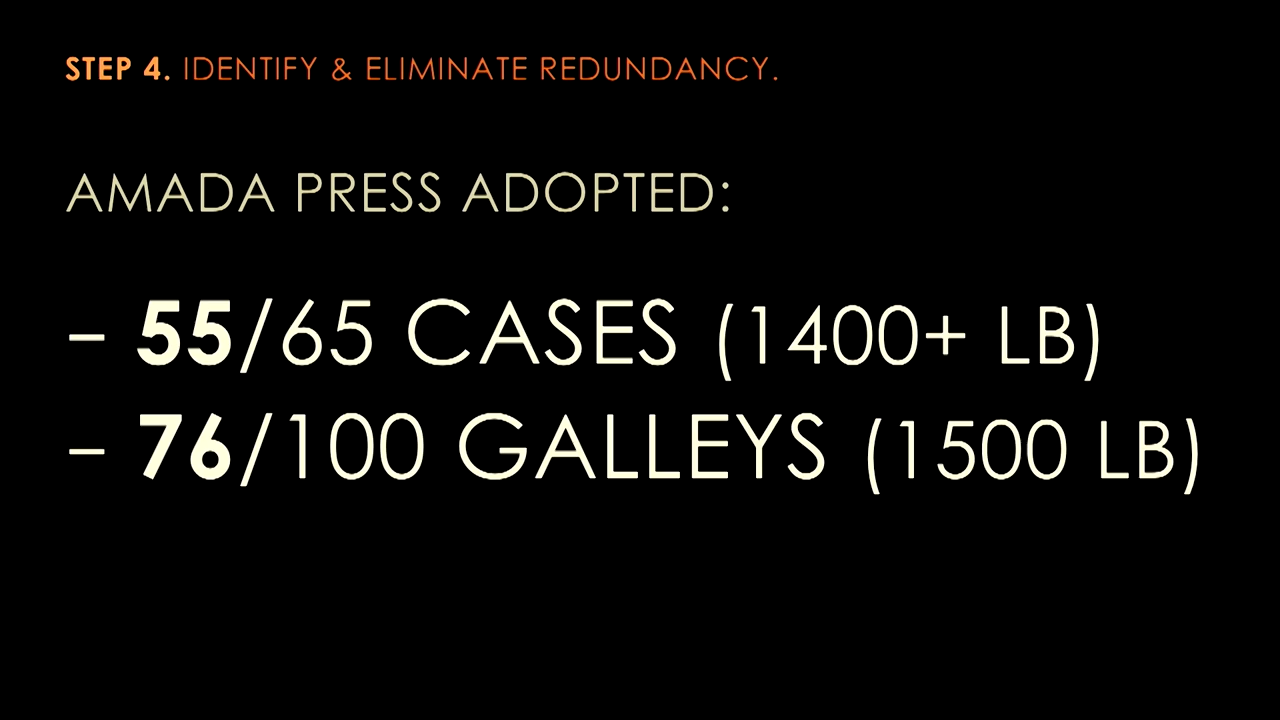 STEP 4. IDENTIFY & ELIMINATE REDUNDANCY.
AMADA PRESS ADOPTED:
– 55/65 CASES (1400+ LB)
– 76/100 GALLEYS (1500 LB)